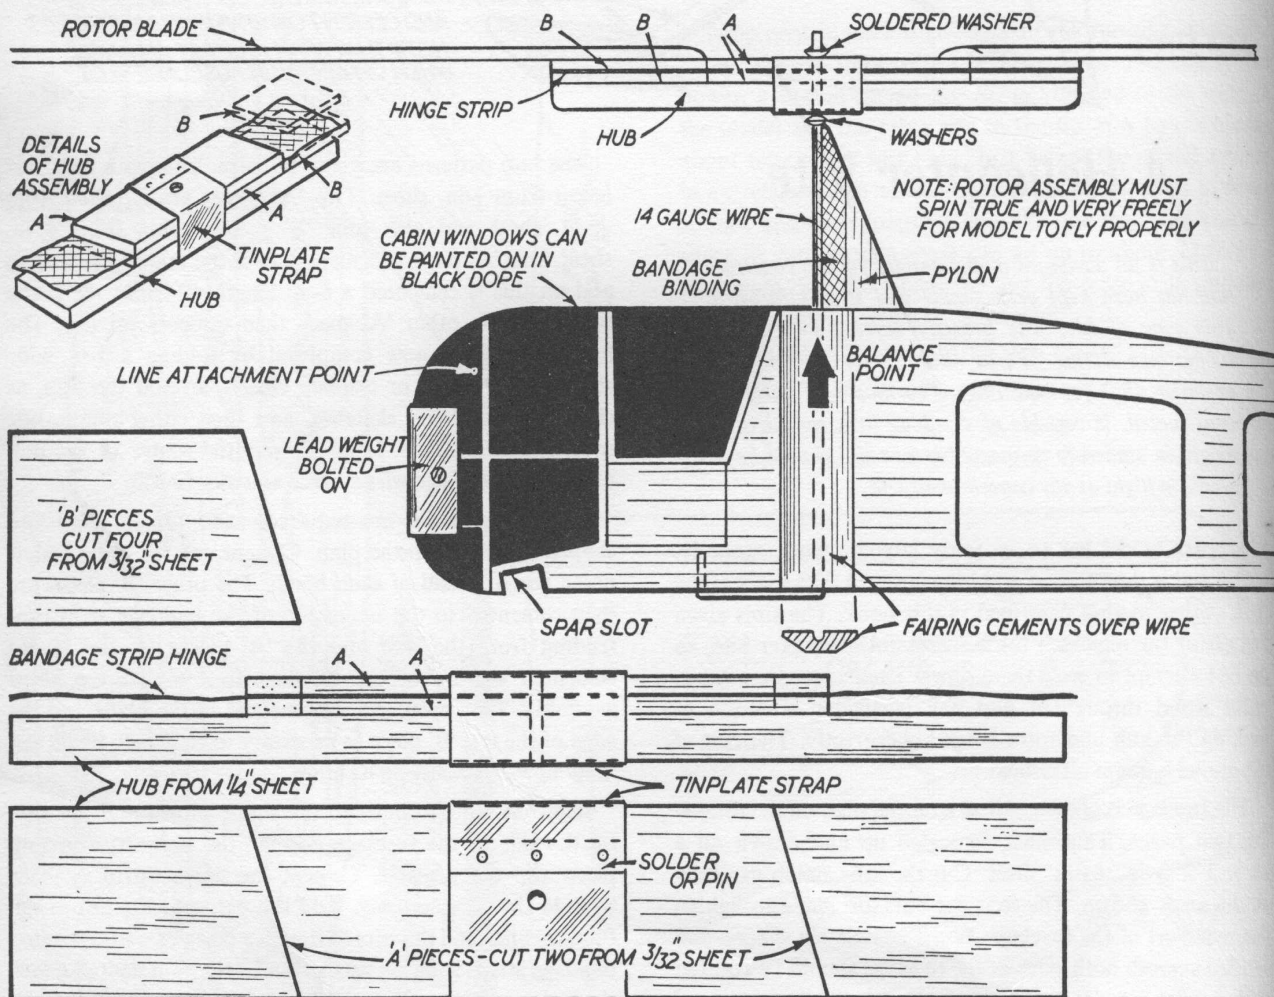 ROTOR BLADE
B
B
A
SOLDERED WASHER
HINGE STRIP
HUB
WASHERS
DETAILS
OF HUB
ASSEMBLY
B
B
A
A
TINPLATE
STRAP
HUB
14 GAUGE WIRE
BANDAGE
BINDING
PYLON
NOTE: ROTOR ASSEMBLY MUST
SPIN TRUE AND VERY FREELY
FOR MODEL TO FLY PROPERLY
CABIN WINDOWS CAN
BE PAINTED ON IN
BLACK DOPE
LINE ATTACHMENT POINT
BALANCE
POINT
LEAD WEIGHT
BOLTED
ON
'B' PIECES
CUT FOUR
FROM 3/32" SHEET
SPAR SLOT
FAIRING CEMENTS OVER WIRE
BANDAGE STRIP HINGE
A
A
HUB FROM 1/4" SHEET
TINPLATE STRAP
SOLDER
OR PIN
'A' PIECES - CUT TWO FROM 3/32" SHEET